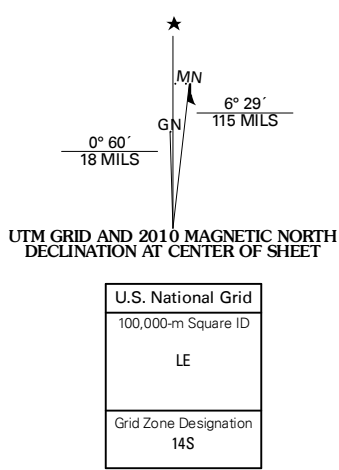 ★
MN
6° 29´
115 MILS
GN
0° 60´
18 MILS
UTM GRID AND 2010 MAGNETIC NORTH
DECLINATION AT CENTER OF SHEET
U.S. National Grid
100,000-m Square ID
LE
Grid Zone Designation
14S